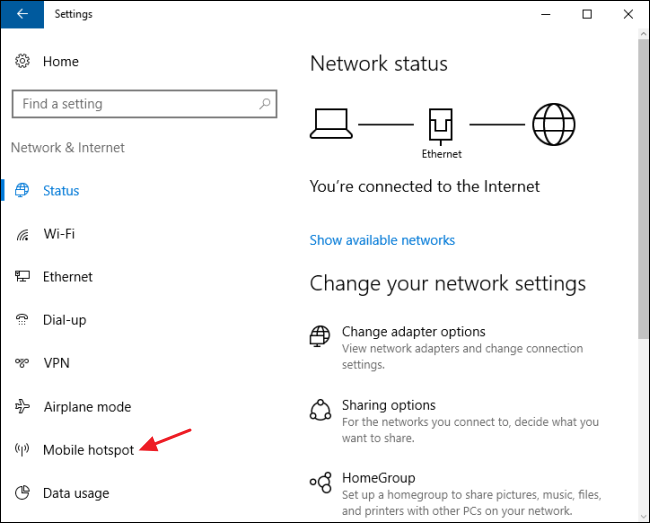 Settings
Home
Find a setting
Network & Internet
Status
Wi-Fi
Ethernet
Dial-up
VPN
Airplane mode
Mobile hotspot
Data usage
Network status
Ethernet
You're connected to the Internet
Show available networks
Change your network settings
Change adapter options
View network adapters and change connection
settings.
Sharing options
For the networks you connect to, decide what you
want to share.
HomeGroup
Set up a homegroup to share pictures, music, files,
and printers with other PCs on your network.